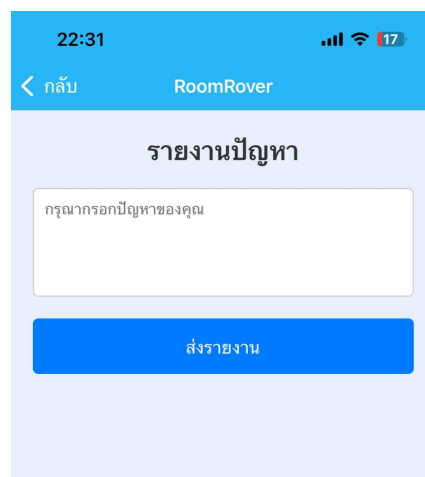 22:31
17
กลับ RoomRover
รายงานปัญหา
กรุณากรอกปัญหาของคุณ
ส่งรายงาน